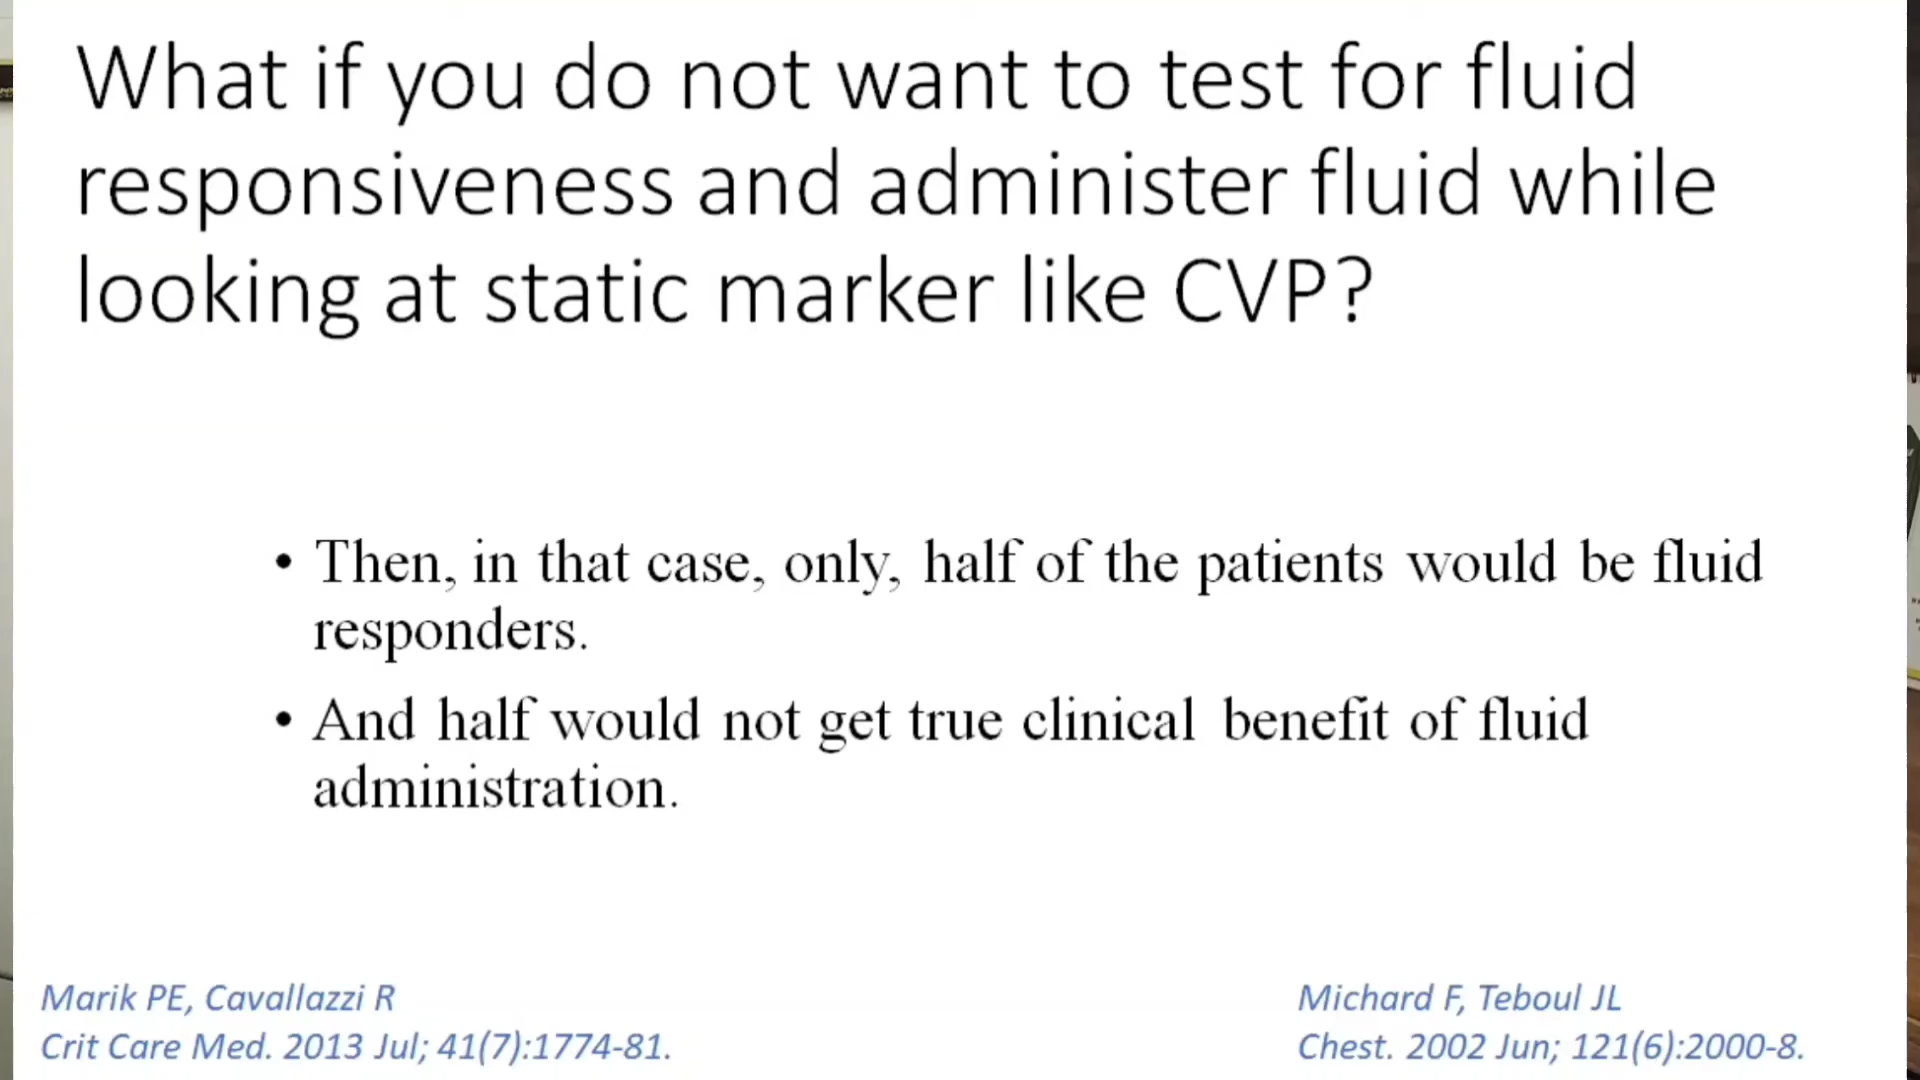 What if you do not want to test for fluid
responsiveness and administer fluid while
looking at static marker like CVP?
• Then, in that case, only, half of the patients would be fluid
responders.
• And half would not get true clinical benefit of fluid
administration.
Marik PE, Cavallazzi R
Crit Care Med. 2013 Jul; 41(7):1774-81.
Michard F, Teboul JL
Chest. 2002 Jun; 121(6):2000-8.